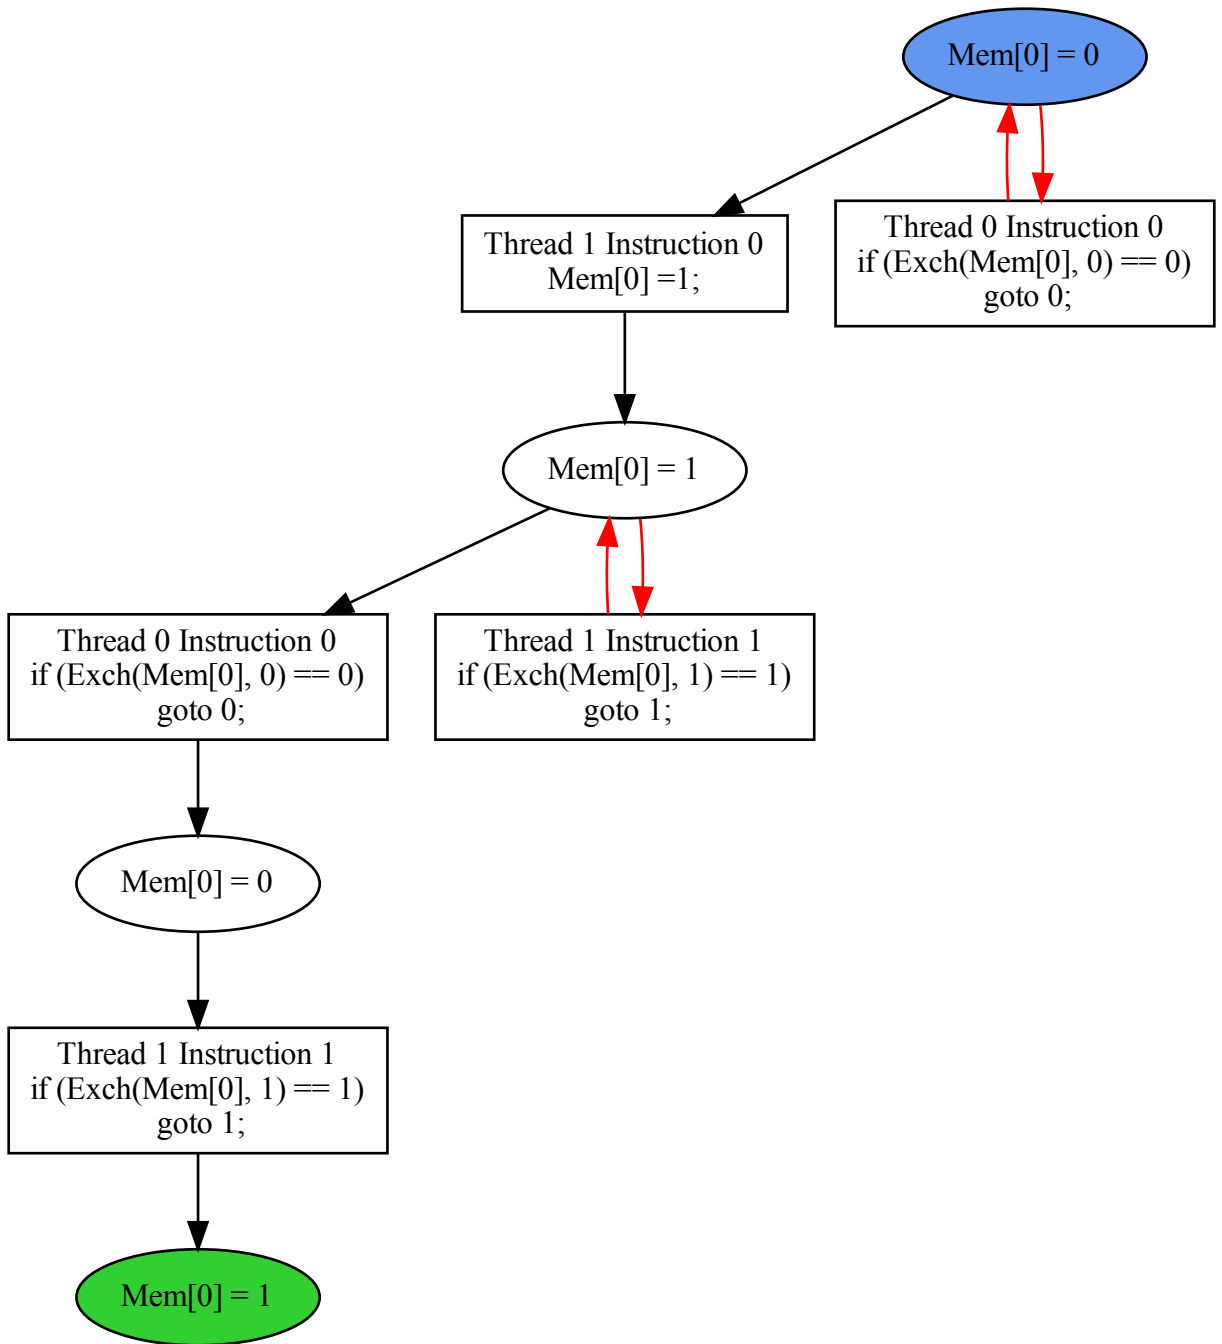 Mem[0] = 0
Thread 1 Instruction 0
Mem[0] =1;
Thread 0 Instruction 0
if (Exch(Mem[0], 0) == 0)
goto 0;
Mem[0] = 1
Thread 0 Instruction 0
if (Exch(Mem[0], 0) == 0)
goto 0;
Thread 1 Instruction 1
if (Exch(Mem[0], 1) == 1)
goto 1;
Mem[0] = 0
Thread 1 Instruction 1
if (Exch(Mem[0], 1) == 1)
goto 1;
Mem[0] = 1